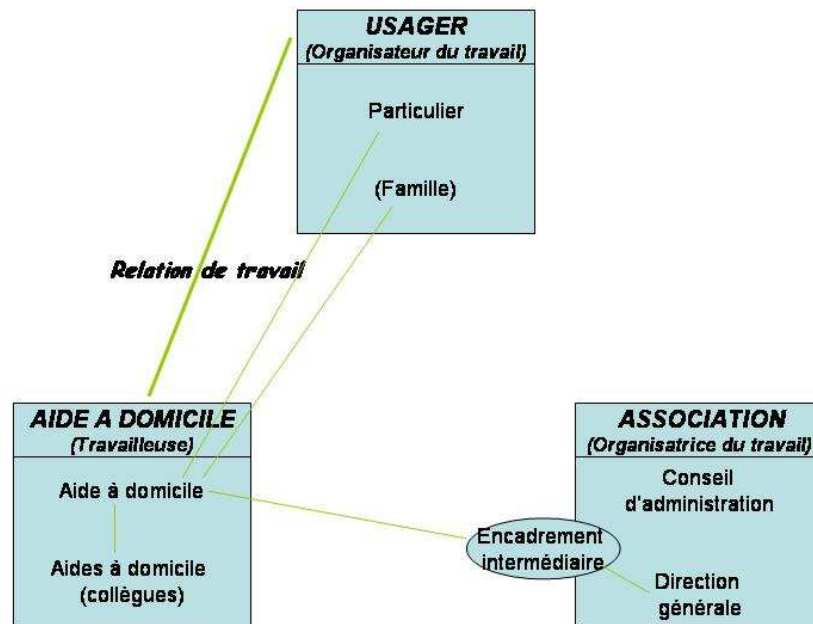 USAGER
(Organisateur du travail)
Particulier
(Famille)
Relation de travail
AIDE A DOMICILE
(Travailleuse)
Aide à domicile
Aides à domicile
(collègues)
ASSOCIATION
(Organisatrice du travail)
Conseil
d'administration
Encadrement
intermédiaire
Direction
générale